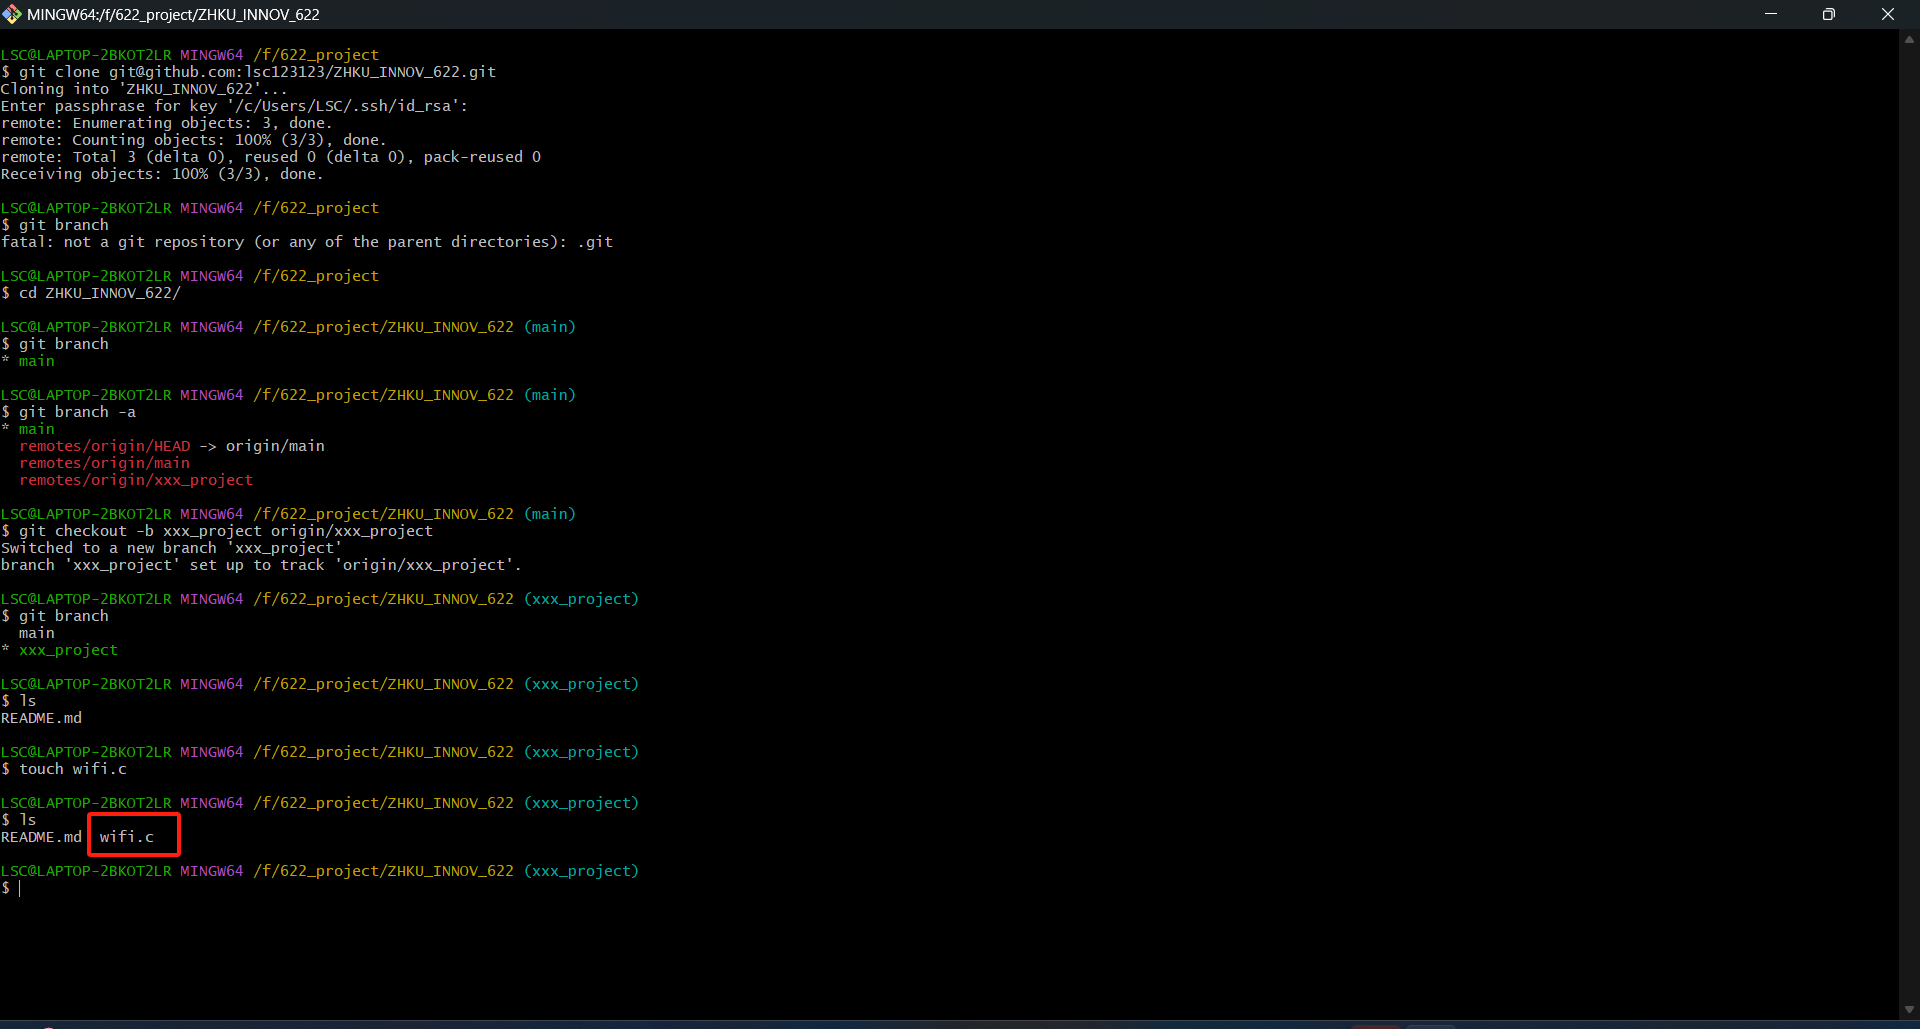 MINGW64:/f/622_project/ZHKU_INNOV_622
LSC@LAPTOP-2BKOT2LR MINGW64 /f/622_project
$ git clone git@github.com:lsc123123/ZHKU_INNOV_622.git
Cloning into 'ZHKU_INNOV_622'...
Enter passphrase for key '/c/Users/LSC/.ssh/id_rsa':
remote: Enumerating objects: 3, done.
remote: Counting objects: 100% (3/3), done.
remote: Total 3 (delta 0), reused 0 (delta 0), pack-reused 0
Receiving objects: 100% (3/3), done.
LSC@LAPTOP-2BKOT2LR MINGW64 /f/622_project
$ git branch
fatal: not a git repository (or any of the parent directories): .git
LSC@LAPTOP-2BKOT2LR MINGW64 /f/622_project
$ cd ZHKU_INNOV_622/
LSC@LAPTOP-2BKOT2LR MINGW64 /f/622_project/ZHKU_INNOV_622 (main)
$ git branch
* main
LSC@LAPTOP-2BKOT2LR MINGW64 /f/622_project/ZHKU_INNOV_622 (main)
$ git branch -a
* main
remotes/origin/HEAD -> origin/main
remotes/origin/main
remotes/origin/xxx_project
LSC@LAPTOP-2BKOT2LR MINGW64 /f/622_project/ZHKU_INNOV_622 (main)
$ git checkout -b xxx_project origin/xxx_project
Switched to a new branch 'xxx_project'
branch 'xxx_project' set up to track 'origin/xxx_project'.
LSC@LAPTOP-2BKOT2LR MINGW64 /f/622_project/ZHKU_INNOV_622 (xxx_project)
$ git branch
main
* xxx_project
LSC@LAPTOP-2BKOT2LR MINGW64 /f/622_project/ZHKU_INNOV_622 (xxx_project)
$ ls
README.md
LSC@LAPTOP-2BKOT2LR MINGW64 /f/622_project/ZHKU_INNOV_622 (xxx_project)
$ touch wifi.c
LSC@LAPTOP-2BKOT2LR MINGW64 /f/622_project/ZHKU_INNOV_622 (xxx_project)
$ ls
README.md wifi.c
LSC@LAPTOP-2BKOT2LR MINGW64 /f/622_project/ZHKU_INNOV_622 (xxx_project)
$